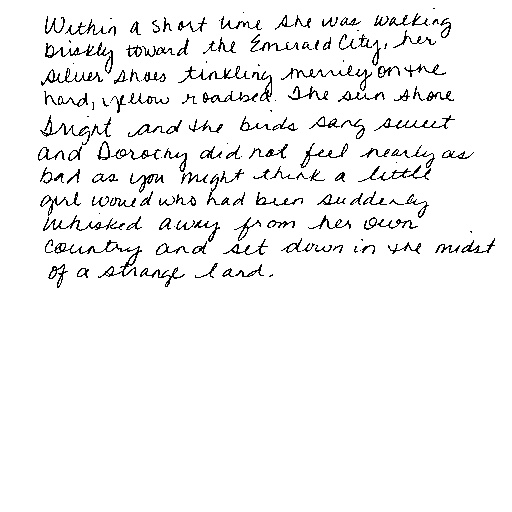 Within a short time she was walking
briskly toward the Emerald City, her
silver shoes tinkling merrily on the
hard, yellow roadbed. The sun shone
bright and the birds sang sweet
and Dorothy did not feel nearly as
bad as you might think a little
girl would who had been suddenly
whisked away from her own
country and set down in the midst
of a strange land.